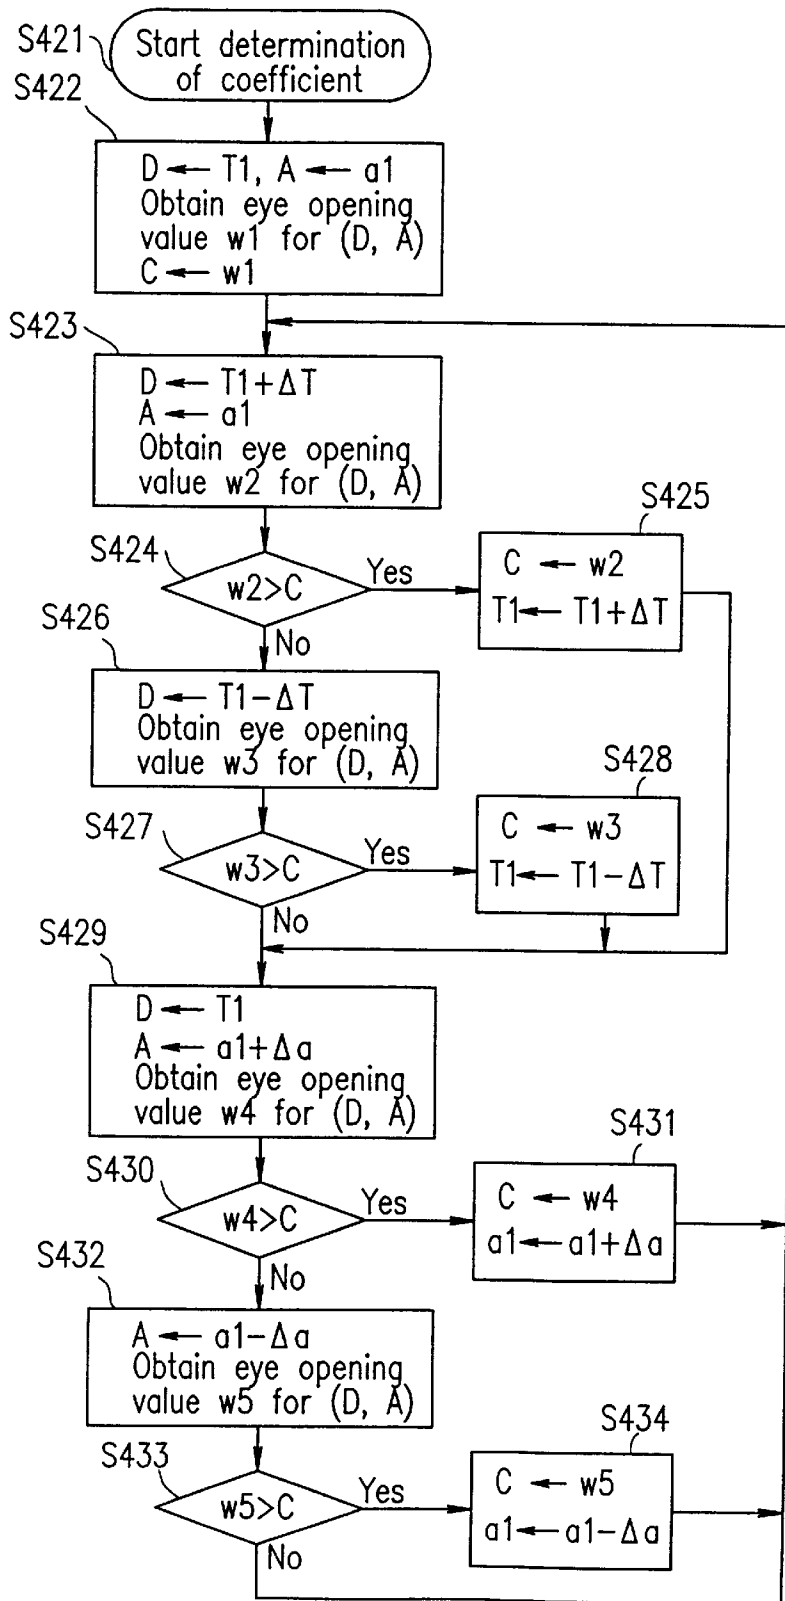 S421
Start determination
of coefficient
S422
D ← T1, A ← a1
Obtain eye opening
value w1 for (D, A)
C ← w1
S423
D ← T1+ΔT
A ← a1
Obtain eye opening
value w2 for (D, A)
S424
w2>C
Yes
No
S425
C ← w2
T1 ← T1+ΔT
S426
D ← T1-ΔT
Obtain eye opening
value w3 for (D, A)
S427
w3>C
Yes
No
S428
C ← w3
T1 ← T1-ΔT
S429
D ← T1
A ← a1+Δa
Obtain eye opening
value w4 for (D, A)
S430
w4>C
Yes
No
S431
C ← w4
a1 ← a1+Δa
S432
A ← a1-Δa
Obtain eye opening
value w5 for (D, A)
S433
w5>C
Yes
No
S434
C ← w5
a1 ← a1-Δa